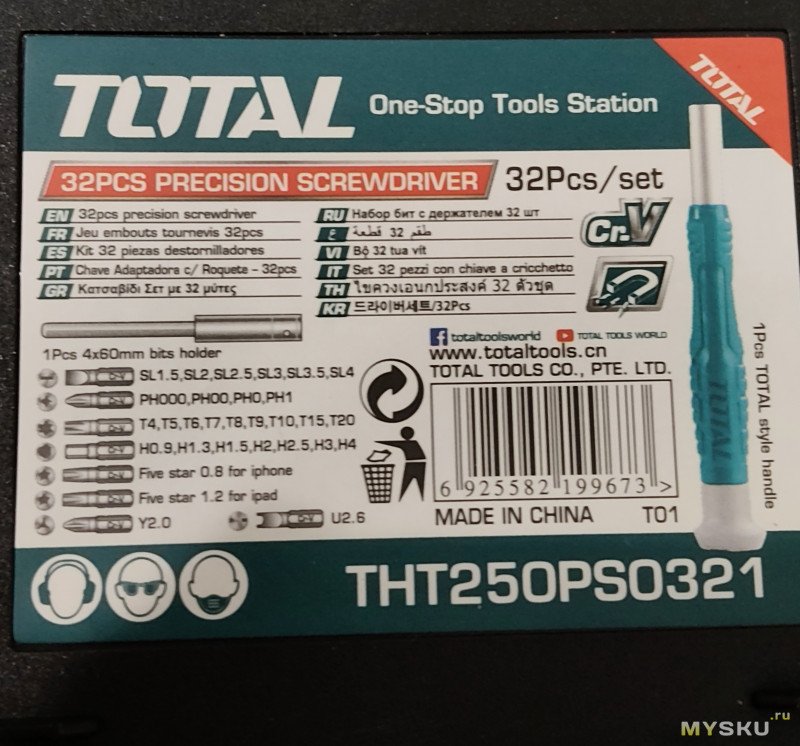 TOTAL One-Stop Tools Station
TOTAL
32PCS PRECISION SCREWDRIVER 32Pcs/set
EN 32pcs precision screwdriver
FR Jeu embouts tournevis 32pcs
ES Kit 32 piezas destornilladores
PT Chave Adaptadora c/ Roquete - 32pcs
GR Κατσαβίδι Σετ με 32 μύτες
RU Набор бит с держателем 32 шт
ع طقم 32 قطعة
VI Bộ 32 tua vít
IT Set 32 pezzi con chiave a cricchetto
TH ไขควงเอนกประสงค์ 32 ตัวชุด
KR 드라이버세트/32Pcs
Cr.V
1Pcs 4x60mm bits holder
SL1.5,SL2,SL2.5,SL3,SL3.5,SL4
PH000,PH00,PH0,PH1
T4,T5,T6,T7,T8,T9,T10,T15,T20
H0.9,H1.3,H1.5,H2,H2.5,H3,H4
Five star 0.8 for iphone
Five star 1.2 for ipad
Y2.0
U2.6
totaltoolsworld TOTAL TOOLS WORLD
www.totaltools.cn
TOTAL TOOLS CO., PTE. LTD.
6 925582 199673 >
MADE IN CHINA T01
TOTAL
1Pcs TOTAL style handle
THT250PS0321
MYSKU.ru